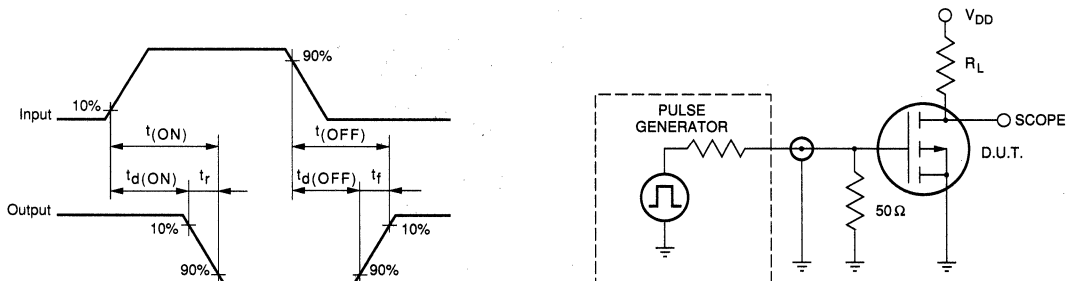 90%
10%
Input
t(ON)
t(OFF)
td(ON)
tr
td(OFF)
tf
Output
10%
10%
90%
90%
VDD
RL
PULSE
GENERATOR
SCOPE
D.U.T.
50Ω